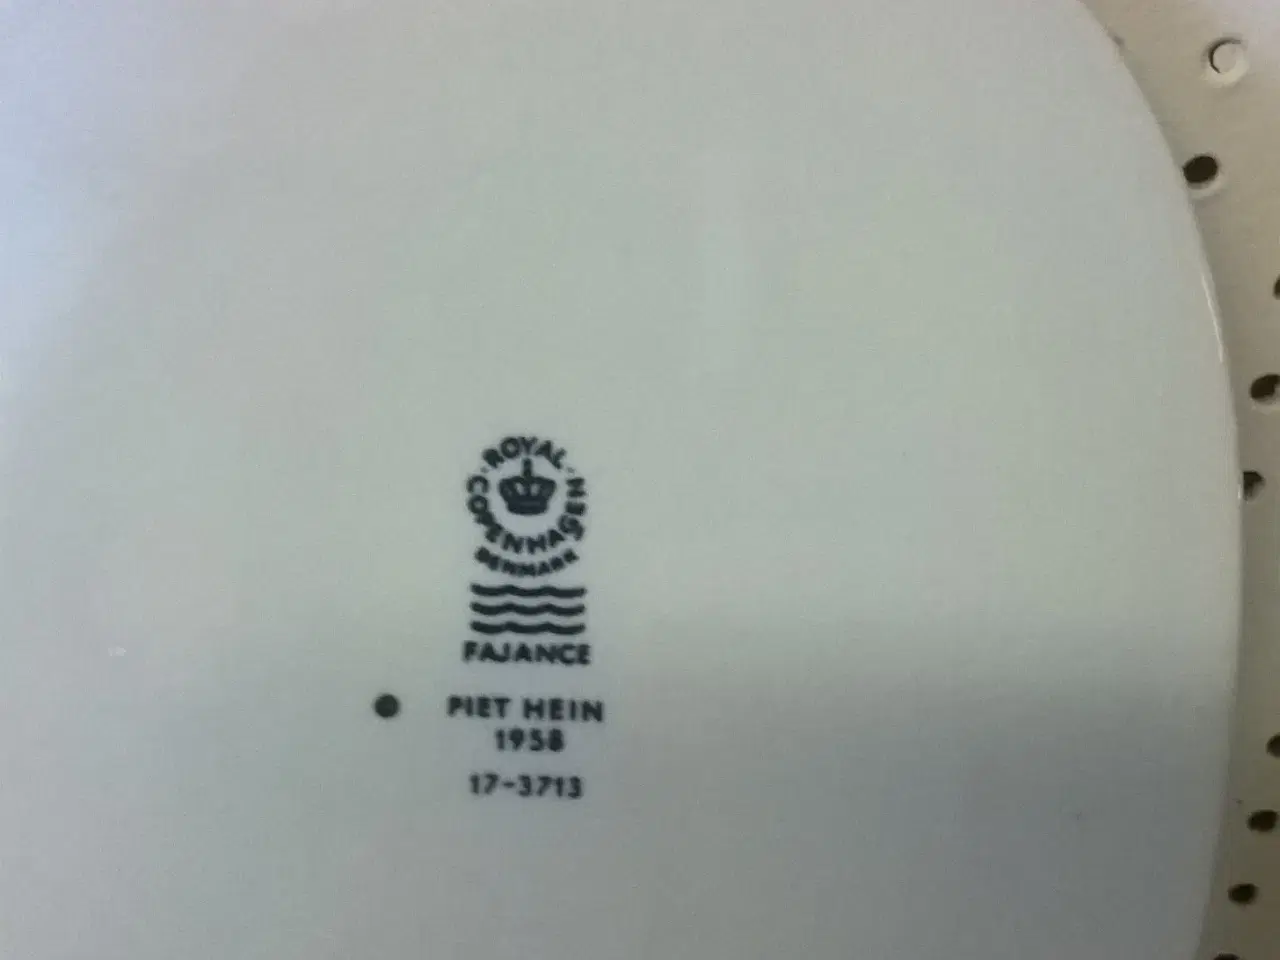 ROYAL
COPENHAGEN
DENMARK
FAJANCE
PIET HEIN
1958
17-3713